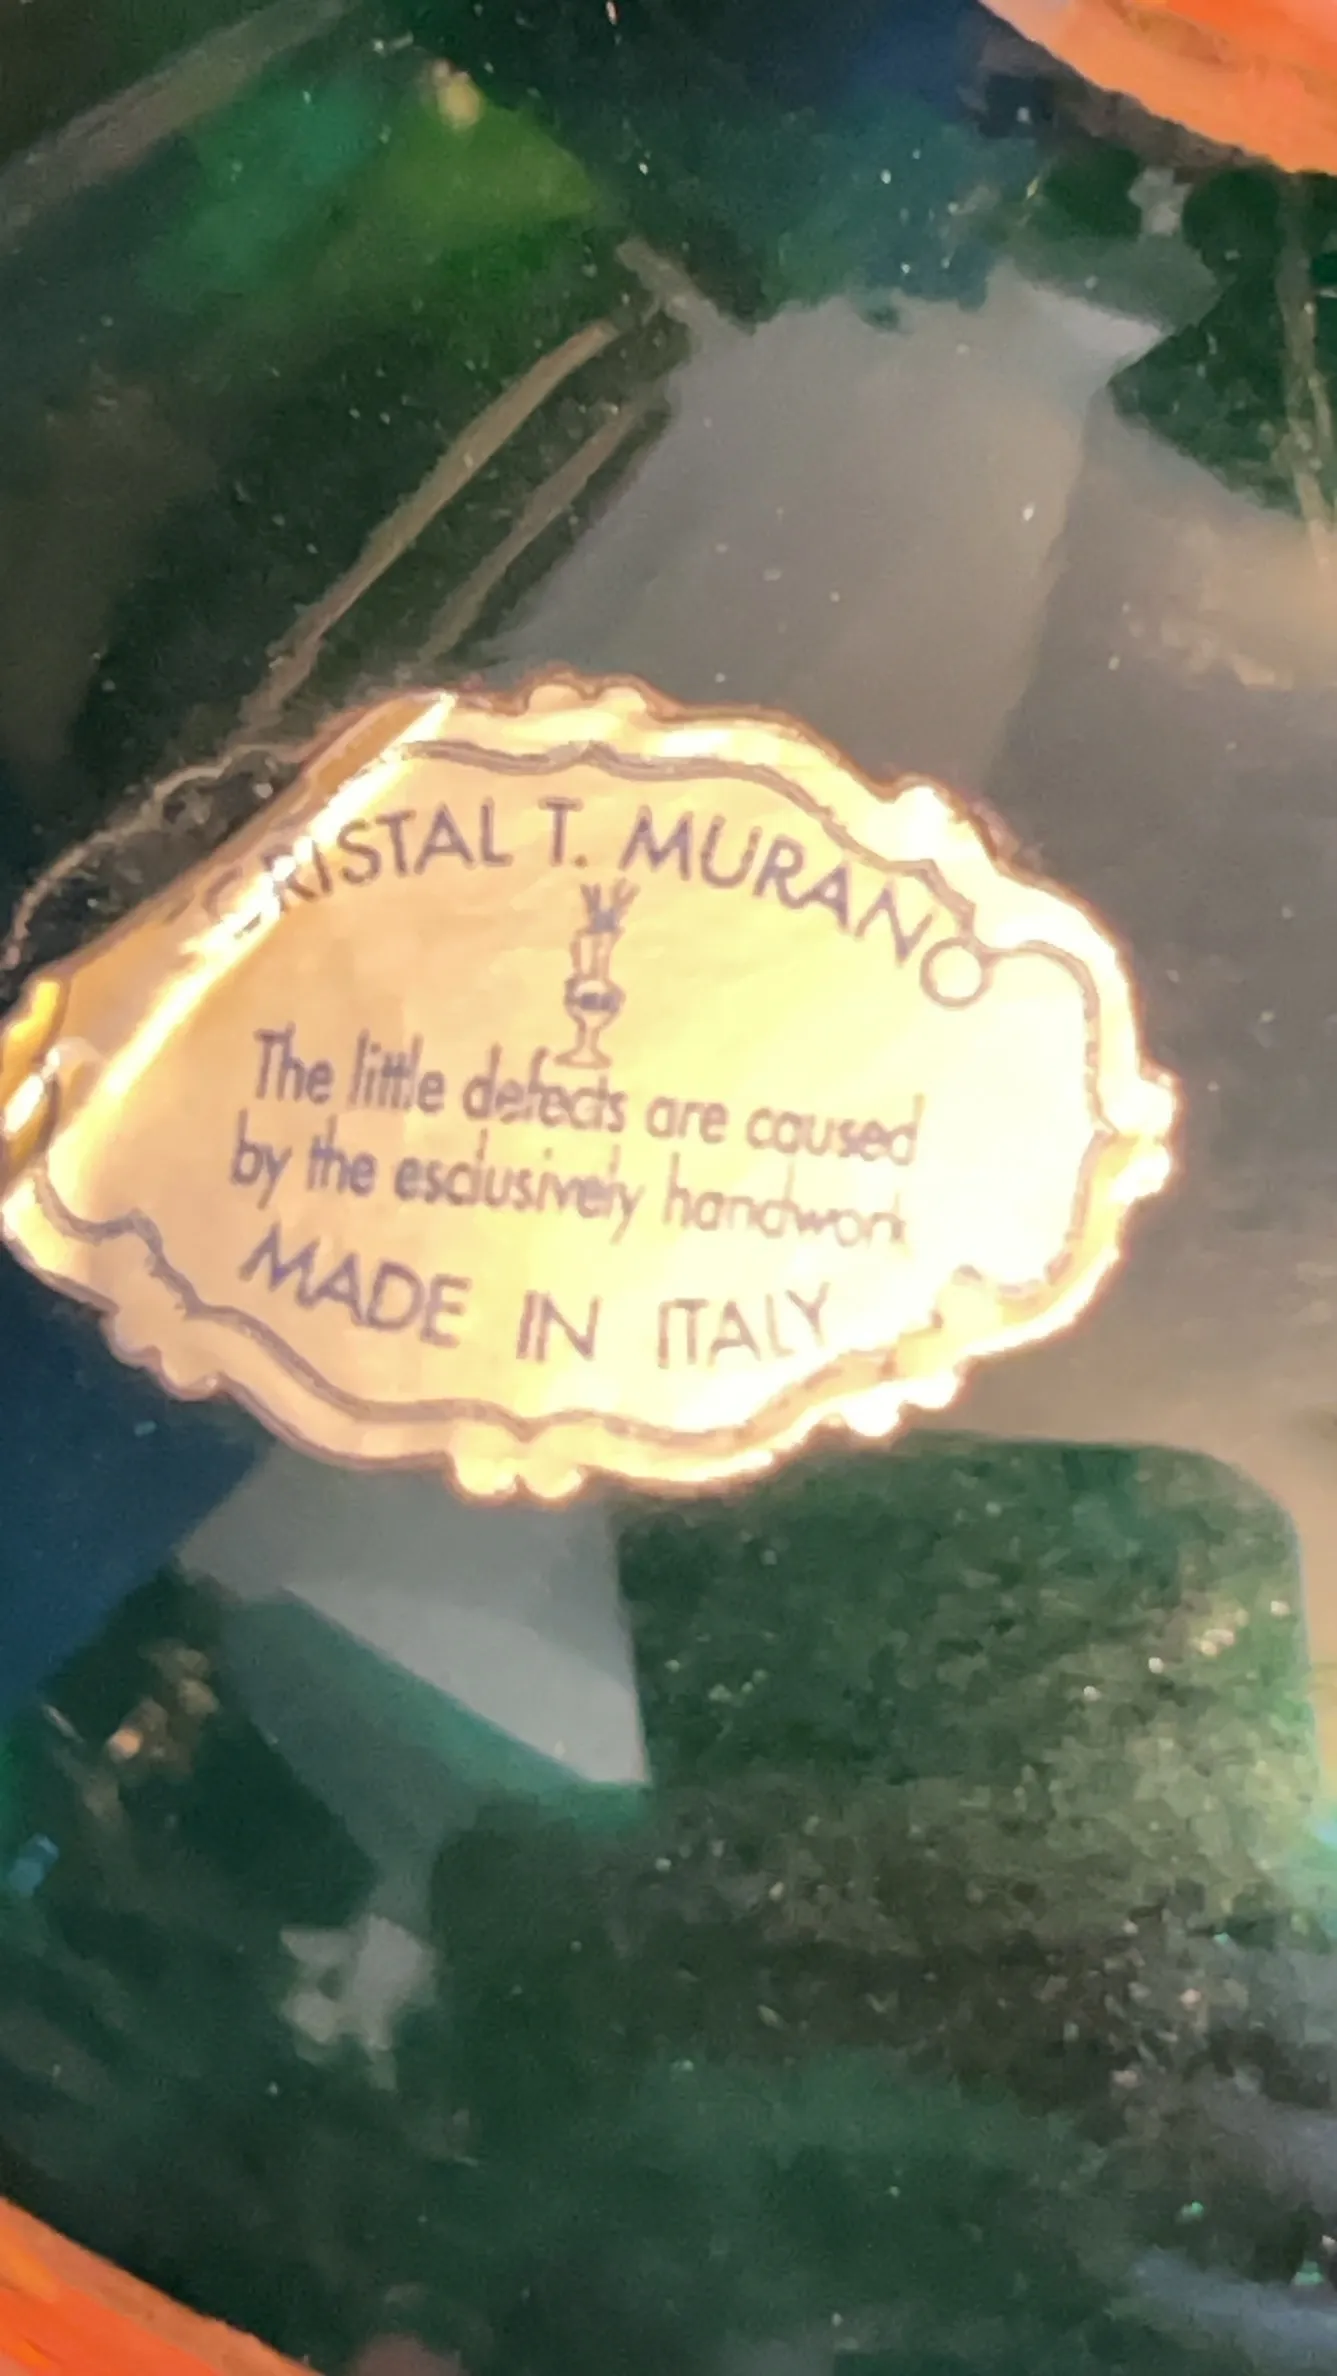 CRISTAL T. MURANO
The little defects are caused
by the esclusively handwork
MADE IN ITALY